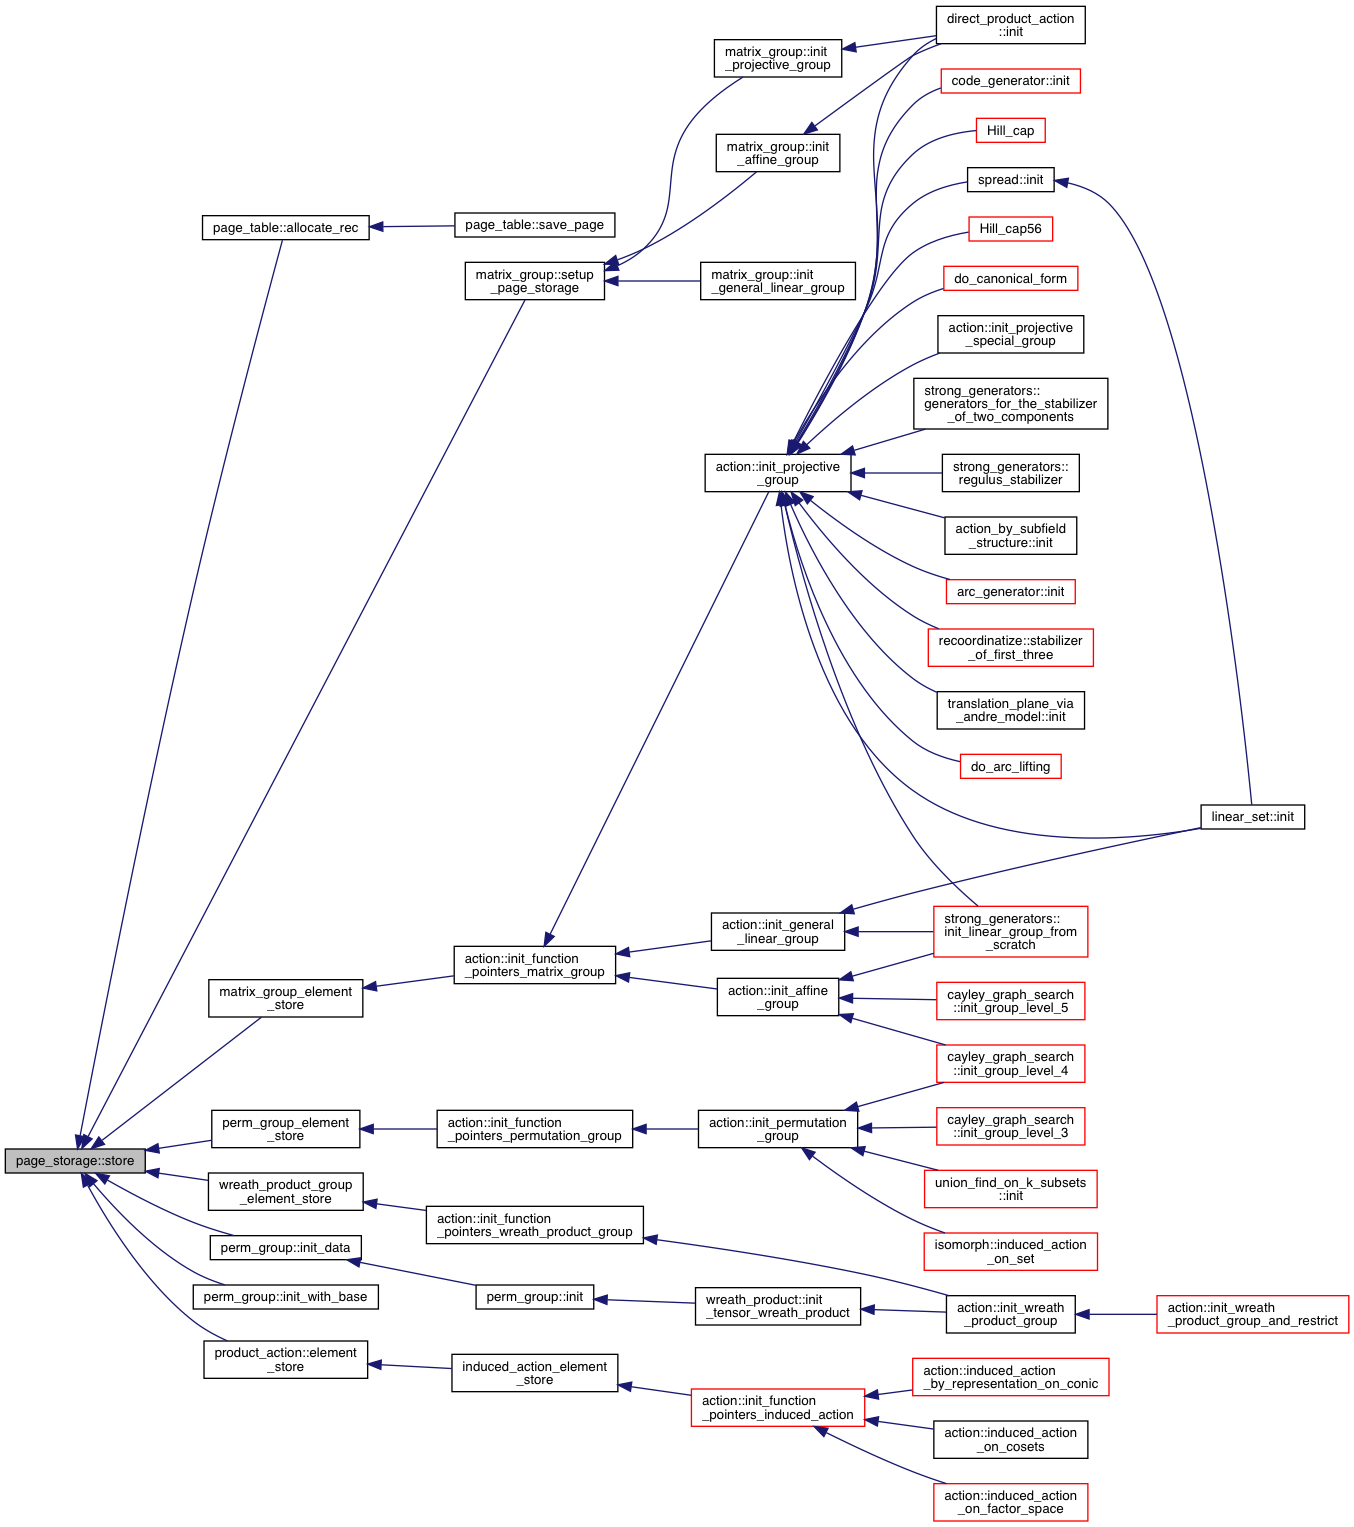 direct_product_action
::init
matrix_group::init
_projective_group
code_generator::init
Hill_cap
matrix_group::init
_affine_group
spread::init
page_table::allocate_rec
page_table::save_page
Hill_cap56
matrix_group::setup
_page_storage
matrix_group::init
_general_linear_group
do_canonical_form
action::init_projective
_special_group
strong_generators::
generators_for_the_stabilizer
_of_two_components
action::init_projective
_group
strong_generators::
regulus_stabilizer
action_by_subfield
_structure::init
arc_generator::init
recoordinatize::stabilizer
_of_first_three
translation_plane_via
_andre_model::init
do_arc_lifting
linear_set::init
action::init_general
_linear_group
strong_generators::
init_linear_group_from
_scratch
action::init_function
_pointers_matrix_group
matrix_group_element
_store
action::init_affine
_group
cayley_graph_search
::init_group_level_5
cayley_graph_search
::init_group_level_4
perm_group_element
_store
action::init_function
_pointers_permutation_group
action::init_permutation
_group
cayley_graph_search
::init_group_level_3
page_storage::store
wreath_product_group
_element_store
union_find_on_k_subsets
::init
action::init_function
_pointers_wreath_product_group
isomorph::induced_action
_on_set
perm_group::init_data
perm_group::init_with_base
perm_group::init
wreath_product::init
_tensor_wreath_product
action::init_wreath
_product_group
action::init_wreath
_product_group_and_restrict
product_action::element
_store
induced_action_element
_store
action::induced_action
_by_representation_on_conic
action::init_function
_pointers_induced_action
action::induced_action
_on_cosets
action::induced_action
_on_factor_space